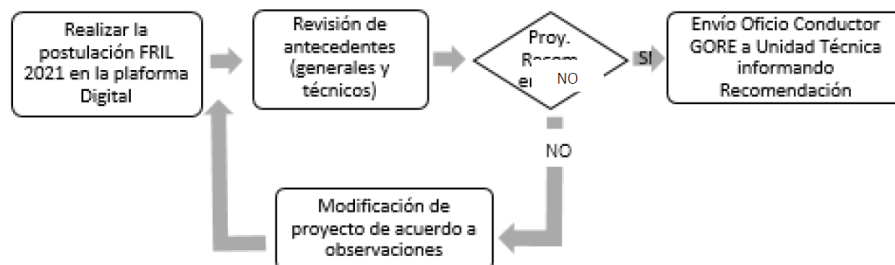 Realizar la
postulación FRIL
2021 en la plaforma
Digital
Revisión de
antecedentes
(generales y
técnicos)
Proy.
NO
SI
Envío Oficio Conductor
GORE a Unidad Técnica
informando
Recomendación
NO
Modificación de
proyecto de acuerdo a
observaciones